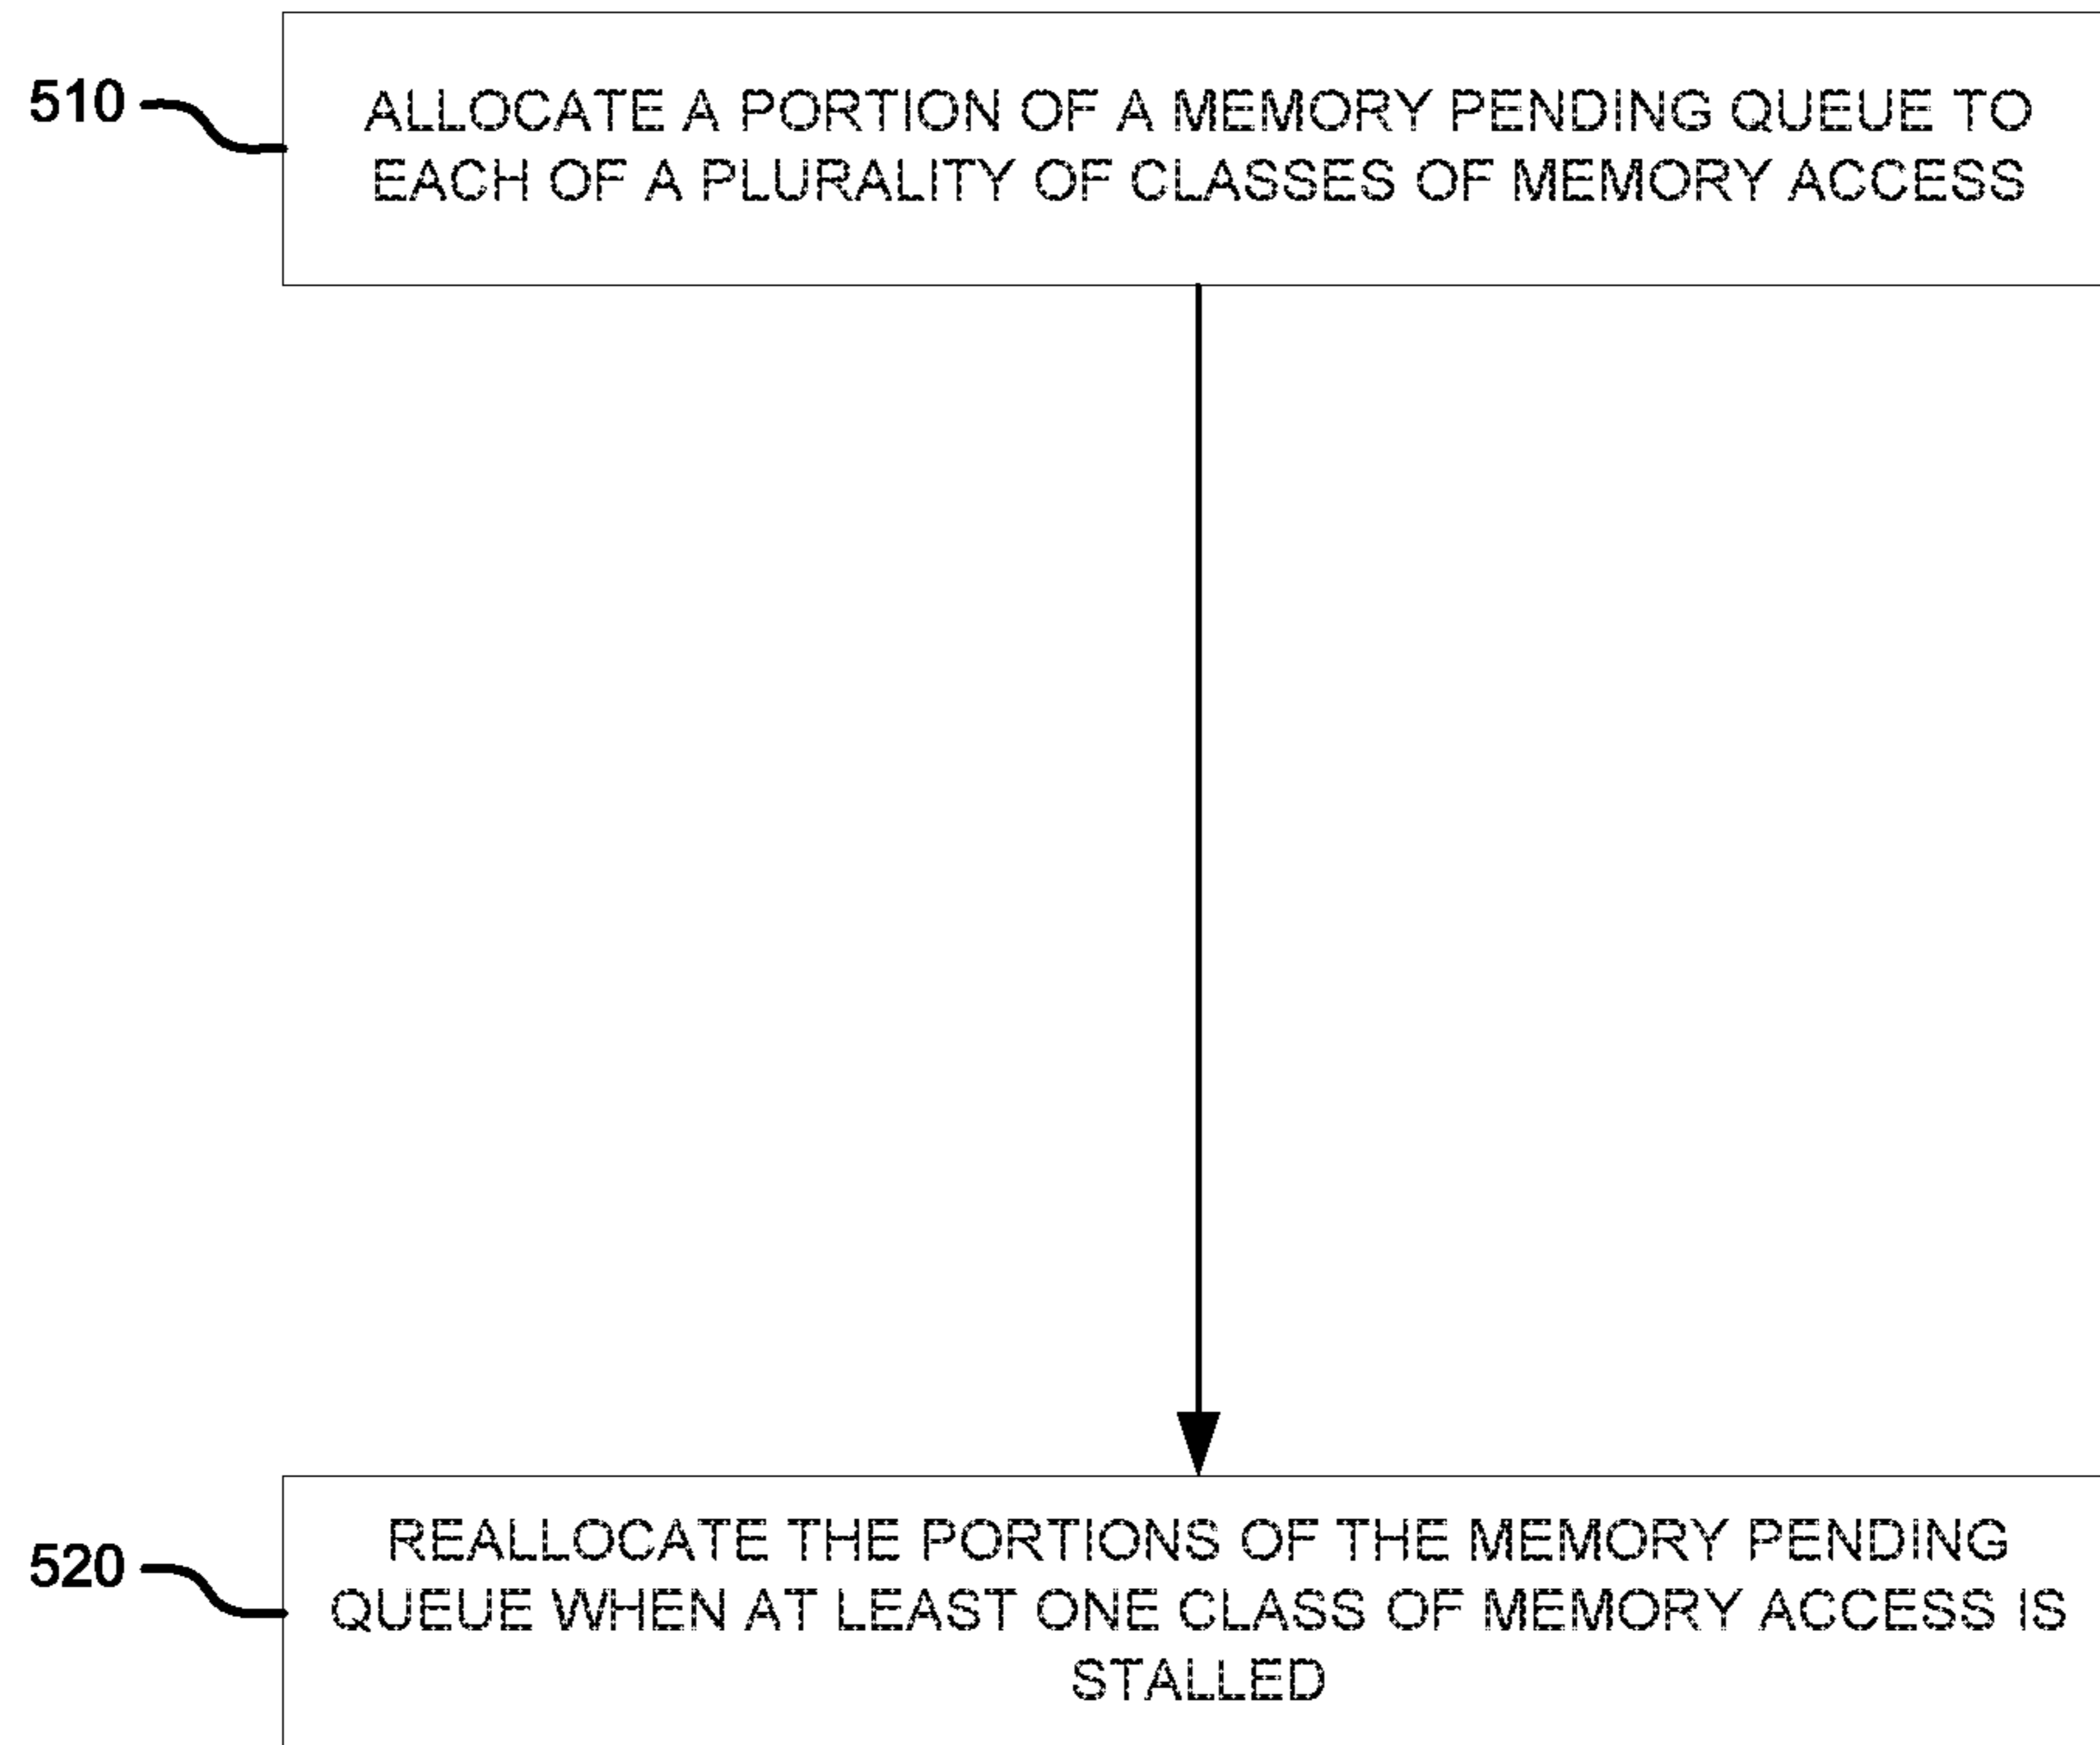 510
ALLOCATE A PORTION OF A MEMORY PENDING QUEUE TO
EACH OF A PLURALITY OF CLASSES OF MEMORY ACCESS
520
REALLOCATE THE PORTIONS OF THE MEMORY PENDING
QUEUE WHEN AT LEAST ONE CLASS OF MEMORY ACCESS IS
STALLED